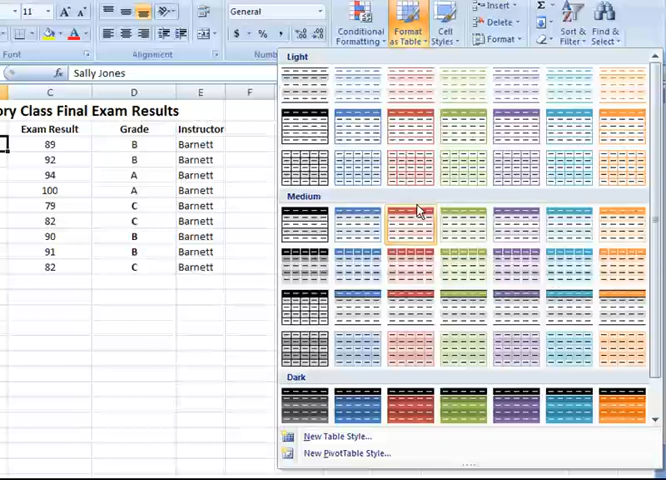 11 A A General Insert Σ
$ % , Conditional Formatting Format as Table Cell Styles Delete Format Sort & Filter Find & Select
Font Alignment Numb
fx Sally Jones
C D E F
ory Class Final Exam Results
Exam Result Grade Instructor
89 B Barnett
92 B Barnett
94 A Barnett
100 A Barnett
79 C Barnett
82 C Barnett
90 B Barnett
91 B Barnett
82 C Barnett
Light
Medium
Dark
New Table Style...
New PivotTable Style...